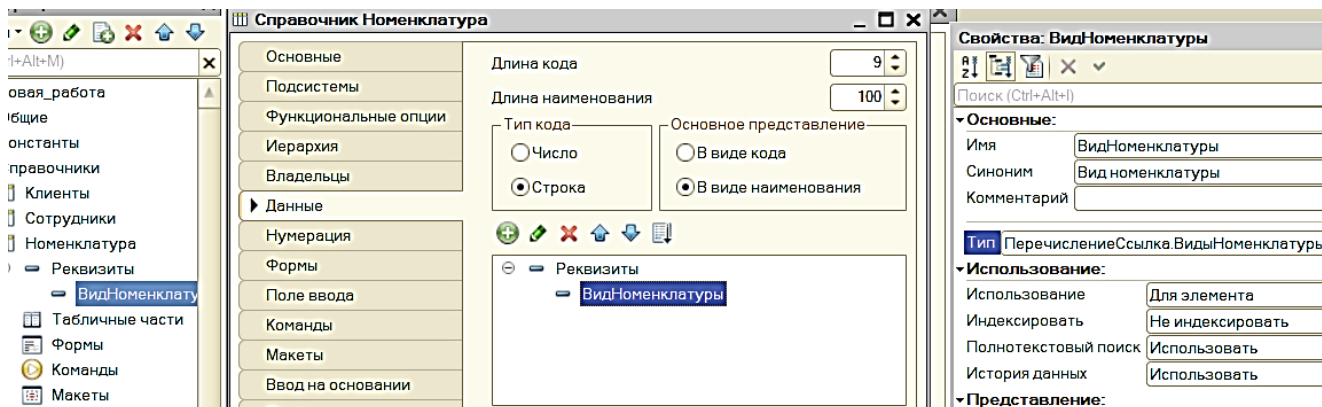 l+Alt+M)
овая_работа
бщие
онстанты
правочники
Клиенты
Сотрудники
Номенклатура
Реквизиты
ВидНоменклату
Табличные части
Формы
Команды
Макеты
Справочник Номенклатура
Основные
Подсистемы
Функциональные опции
Иерархия
Владельцы
Данные
Нумерация
Формы
Поле ввода
Команды
Макеты
Ввод на основании
Длина кода 9
Длина наименования 100
Тип кода
Число
Строка
Основное представление
В виде кода
В виде наименования
Реквизиты
ВидНоменклатуры
Свойства: ВидНоменклатуры
Поиск (Ctrl+Alt+I)
Основные:
Имя ВидНоменклатуры
Синоним Вид номенклатуры
Комментарий
Тип ПеречислениеСсылка.ВидыНоменклатуры
Использование:
Использование Для элемента
Индексировать Не индексировать
Полнотекстовый поиск Использовать
История данных Использовать
Представление: